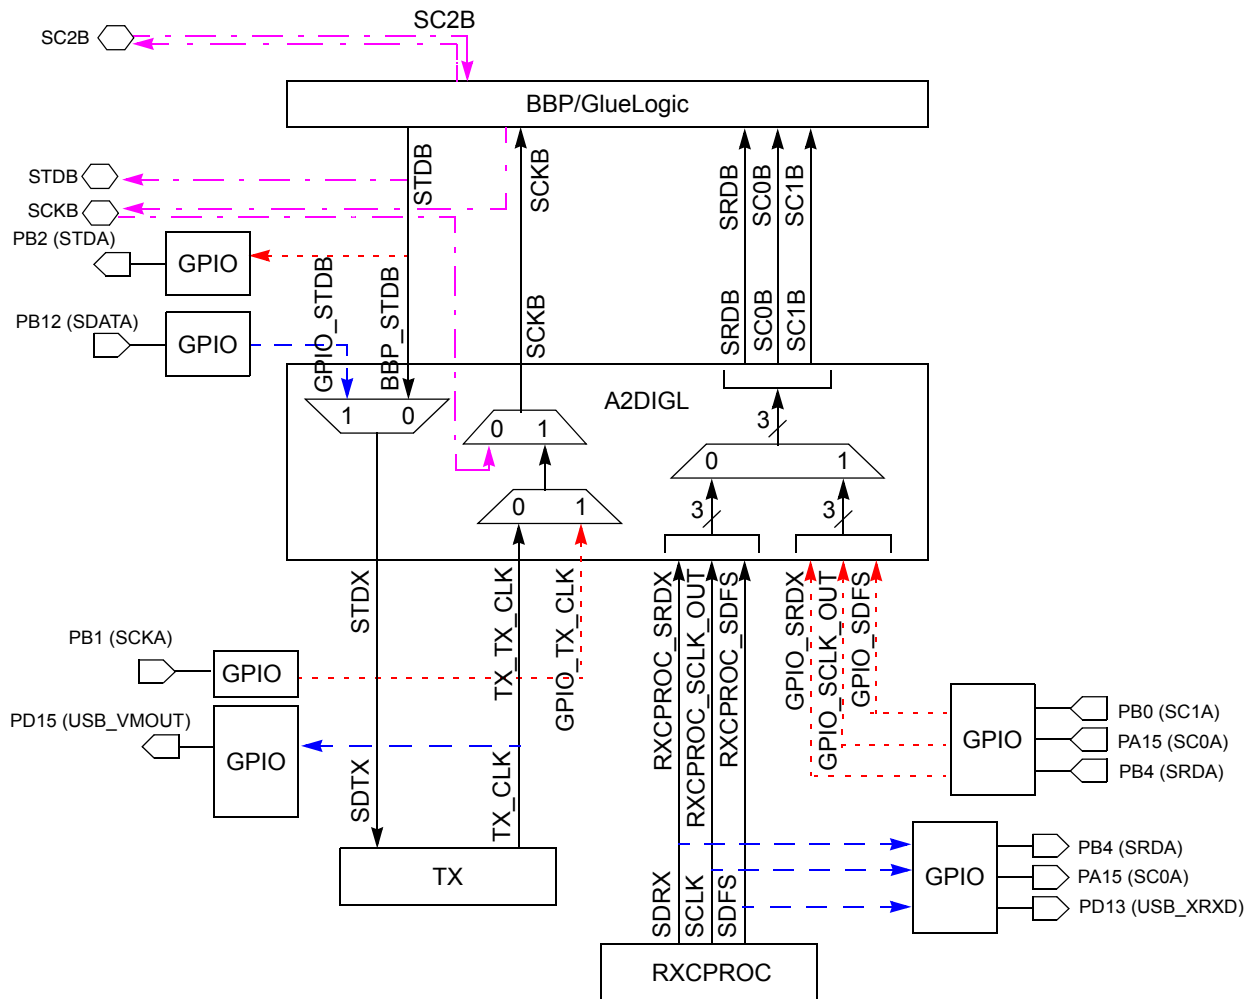 SC2B
SC2B
BBP/GlueLogic
STDB
SCKB
STDB
SCKB
SRDB
SC0B
SC1B
PB2 (STDA)
GPIO
PB12 (SDATA)
GPIO
GPIO_STDB
BBP_STDB
SCKB
SRDB
SC0B
SC1B
A2DIGL
1 0
0 1
3
0 1
0 1
3
3
STDX
TX_TX_CLK
GPIO_TX_CLK
RXCPROC_SRDX
RXCPROC_SCLK_OUT
RXCPROC_SDFS
GPIO_SRDX
GPIO_SCLK_OUT
GPIO_SDFS
PB1 (SCKA)
GPIO
PD15 (USB_VMOUT)
GPIO
GPIO
PB0 (SC1A)
PA15 (SC0A)
PB4 (SRDA)
SDTX
TX_CLK
TX
SDRX
SCLK
SDFS
GPIO
PB4 (SRDA)
PA15 (SC0A)
PD13 (USB_XRXD)
RXCPROC